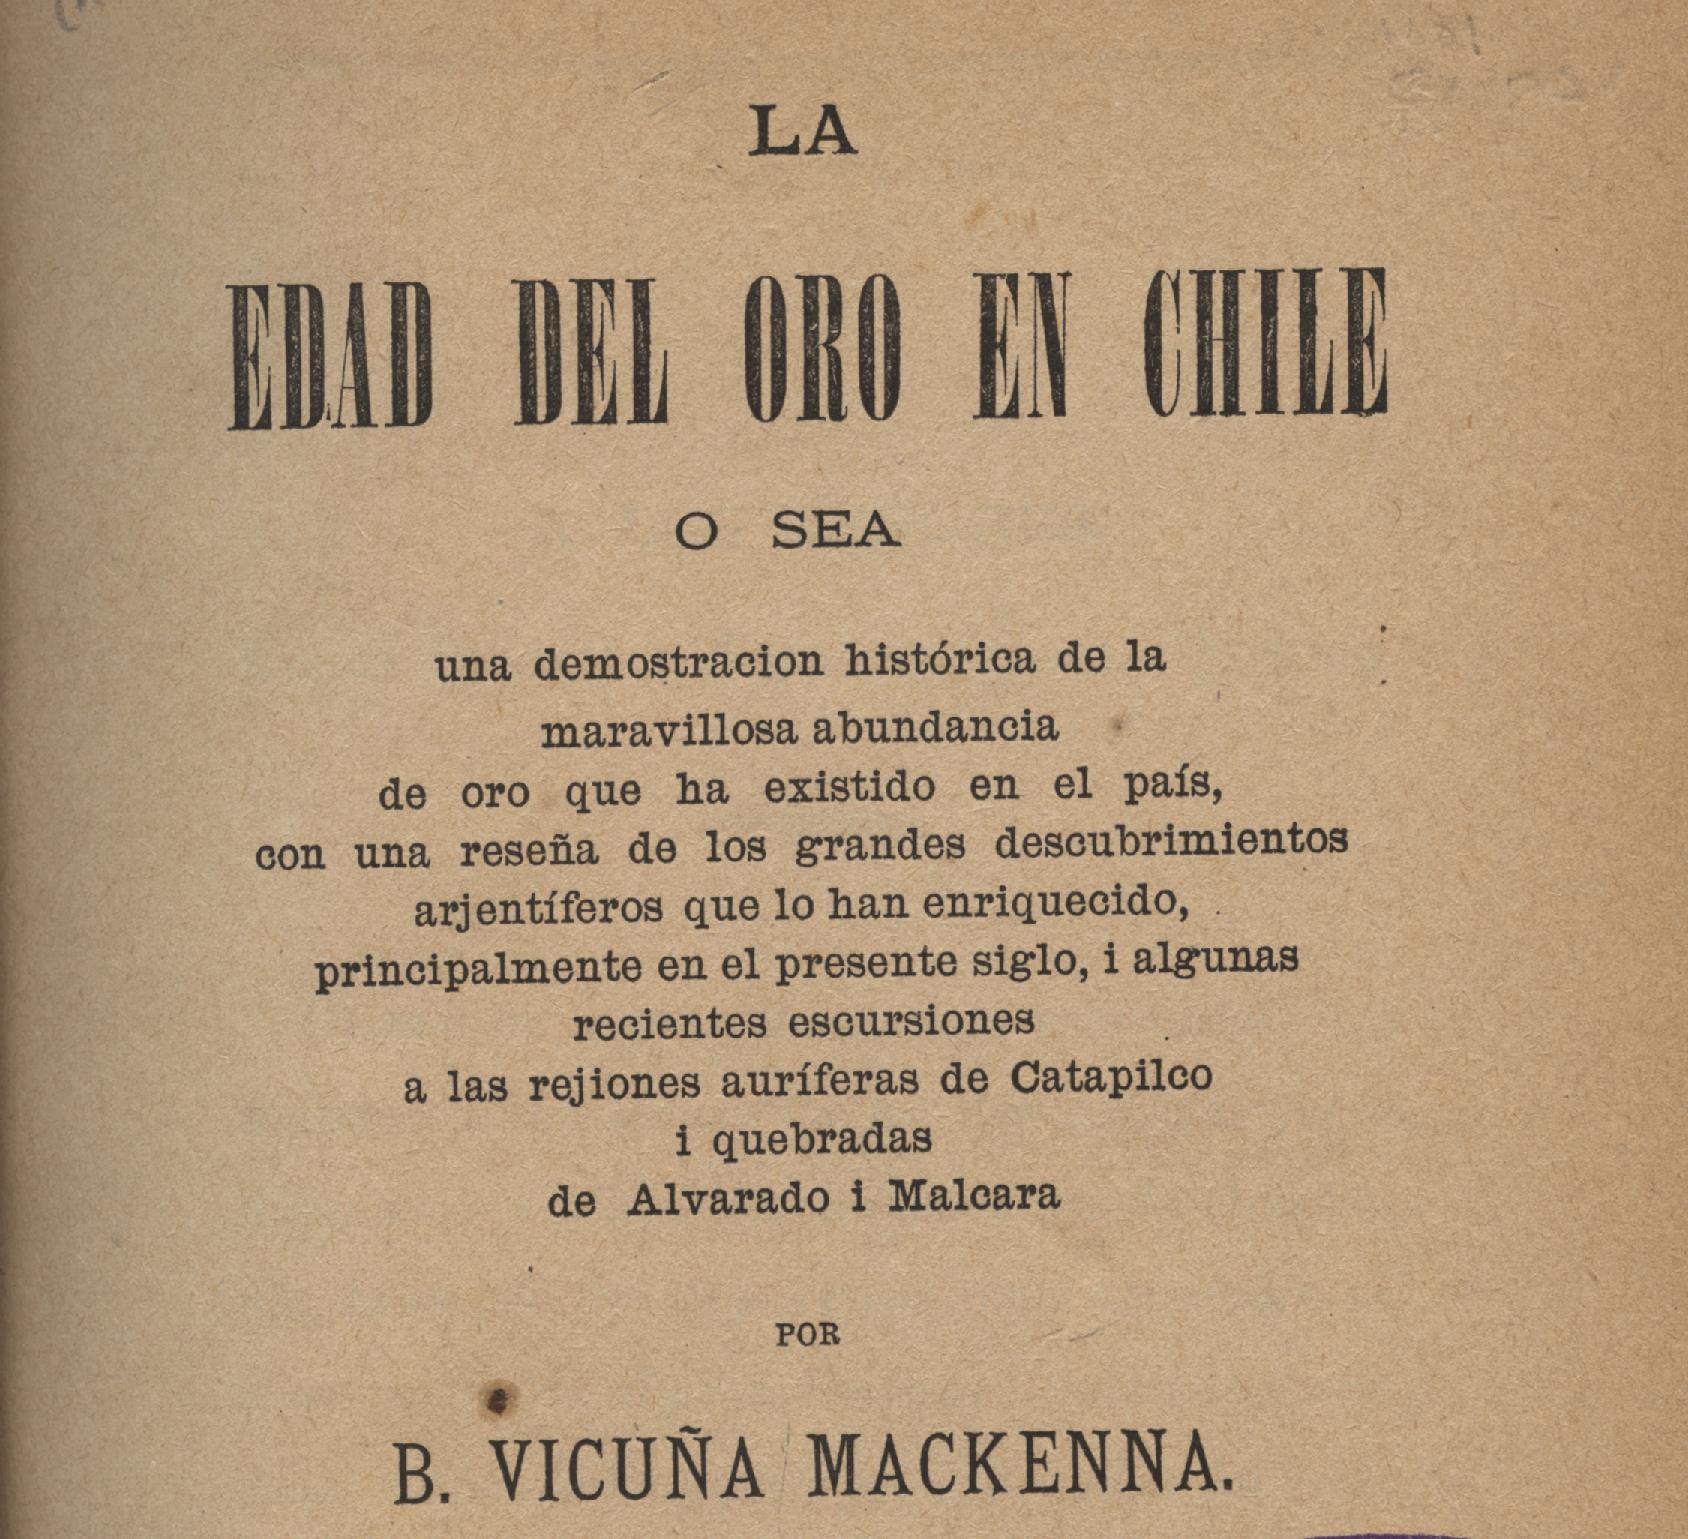 LA
EDAD DEL ORO EN CHILE
O SEA
una demostracion histórica de la
maravillosa abundancia
de oro que ha existido en el país,
con una reseña de los grandes descubrimientos
arjentíferos que lo han enriquecido,
principalmente en el presente siglo, i algunas
recientes escursiones
a las rejiones auríferas de Catapilco
i quebradas
de Alvarado i Malcara
POR
B. VICUÑA MACKENNA.